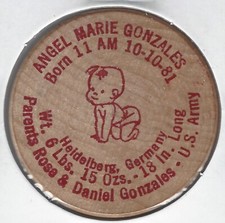 ANGEL MARIE GONZALES
Born 11 AM 10-10-81
Heidelberg, Germany
Wt. 6 Lbs. 15 Ozs. - 18 In. Long
Parents Rose & Daniel Gonzales - U.S. Army